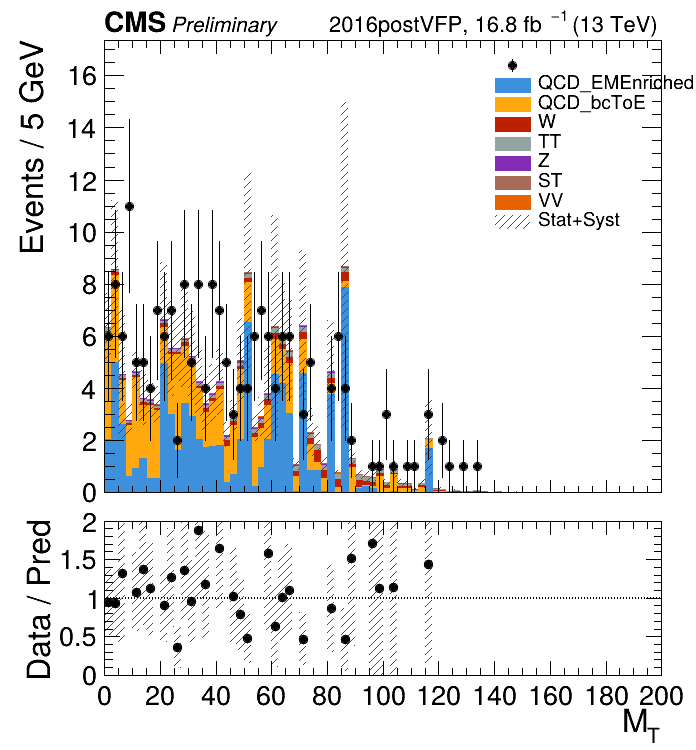 CMS Preliminary 2016postVFP, 16.8 fb⁻¹ (13 TeV)
Events / 5 GeV
16
14
12
10
8
6
4
2
0
QCD_EMEnriched
QCD_bcToE
W
TT
Z
ST
VV
Stat+Syst
Data / Pred
2
1.5
1
0.5
0
0 20 40 60 80 100 120 140 160 180 200
M_T